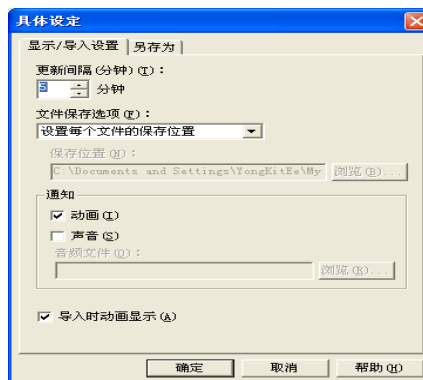 具体设定
显示/导入设置 另存为
更新间隔(分钟)(T):
5 分钟
文件保存选项(F):
设置每个文件的保存位置
保存位置(N):
C:\Documents and Settings\YongKitEe\My 浏览(B)...
通知
动画(I)
声音(S)
音频文件(O):
浏览(R)...
导入时动画显示(A)
确定 取消 帮助(H)